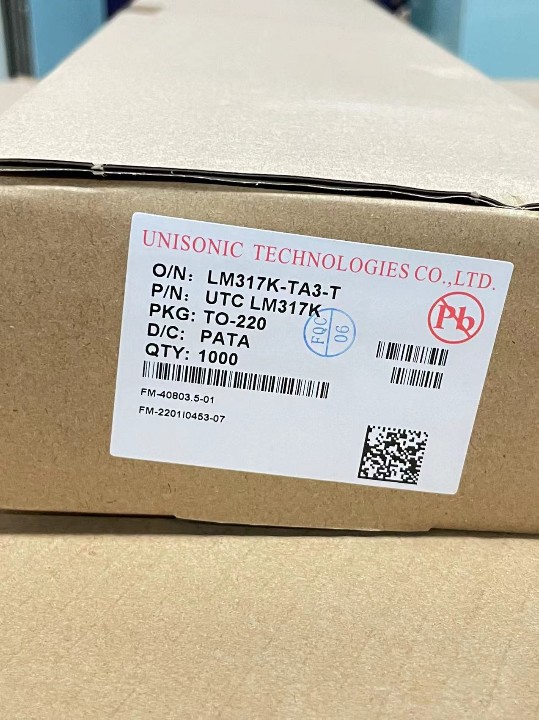 UNISONIC TECHNOLOGIES CO.,LTD.
O/N: LM317K-TA3-T
P/N: UTC LM317K
PKG: TO-220
D/C: PATA
QTY: 1000
Pb
FQC
06
FM-40803.5-01
FM-2201I0453-07